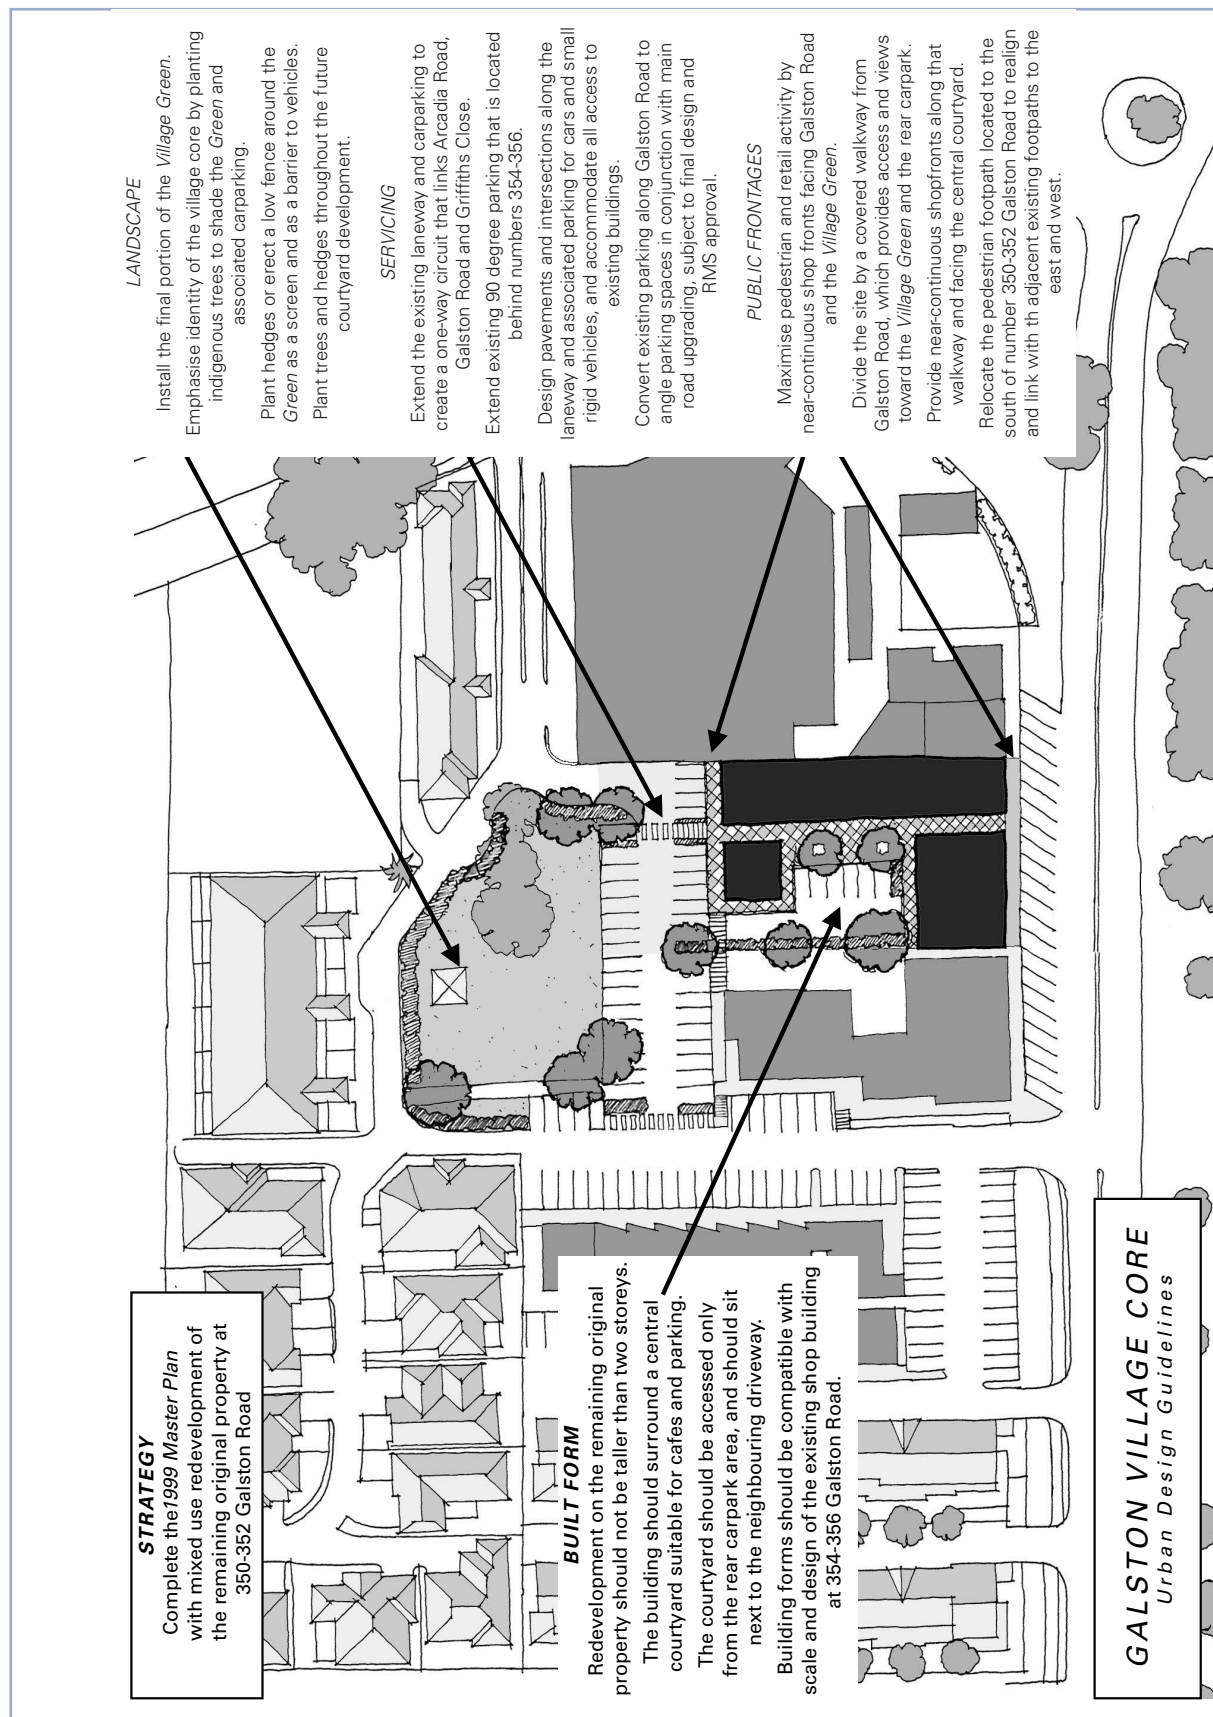 STRATEGY
Complete the1999 Master Plan
with mixed use redevelopment of
the remaining original property at
350-352 Galston Road
BUILT FORM
Redevelopment on the remaining original
property should not be taller than two storeys.
The building should surround a central
courtyard suitable for cafes and parking.
The courtyard should be accessed only
from the rear carpark area, and should sit
next to the neighbouring driveway.
Building forms should be compatible with
scale and design of the existing shop building
at 354-356 Galston Road.
LANDSCAPE
Install the final portion of the Village Green.
Emphasise identity of the village core by planting
indigenous trees to shade the Green and
associated carparking.
Plant hedges or erect a low fence around the
Green as a screen and as a barrier to vehicles.
Plant trees and hedges throughout the future
courtyard development.
SERVICING
Extend the existing laneway and carparking to
create a one-way circuit that links Arcadia Road,
Galston Road and Griffiths Close.
Extend existing 90 degree parking that is located
behind numbers 354-356.
Design pavements and intersections along the
laneway and associated parking for cars and small
rigid vehicles, and accommodate all access to
existing buildings.
Convert existing parking along Galston Road to
angle parking spaces in conjunction with main
road upgrading, subject to final design and
RMS approval.
PUBLIC FRONTAGES
Maximise pedestrian and retail activity by
near-continuous shop fronts facing Galston Road
and the Village Green.
Divide the site by a covered walkway from
Galston Road, which provides access and views
toward the Village Green and the rear carpark.
Provide near-continuous shopfronts along that
walkway and facing the central courtyard.
Relocate the pedestrian footpath located to the
south of number 350-352 Galston Road to realign
and link with th adjacent existing footpaths to the
east and west.
GALSTON VILLAGE CORE
Urban Design Guidelines